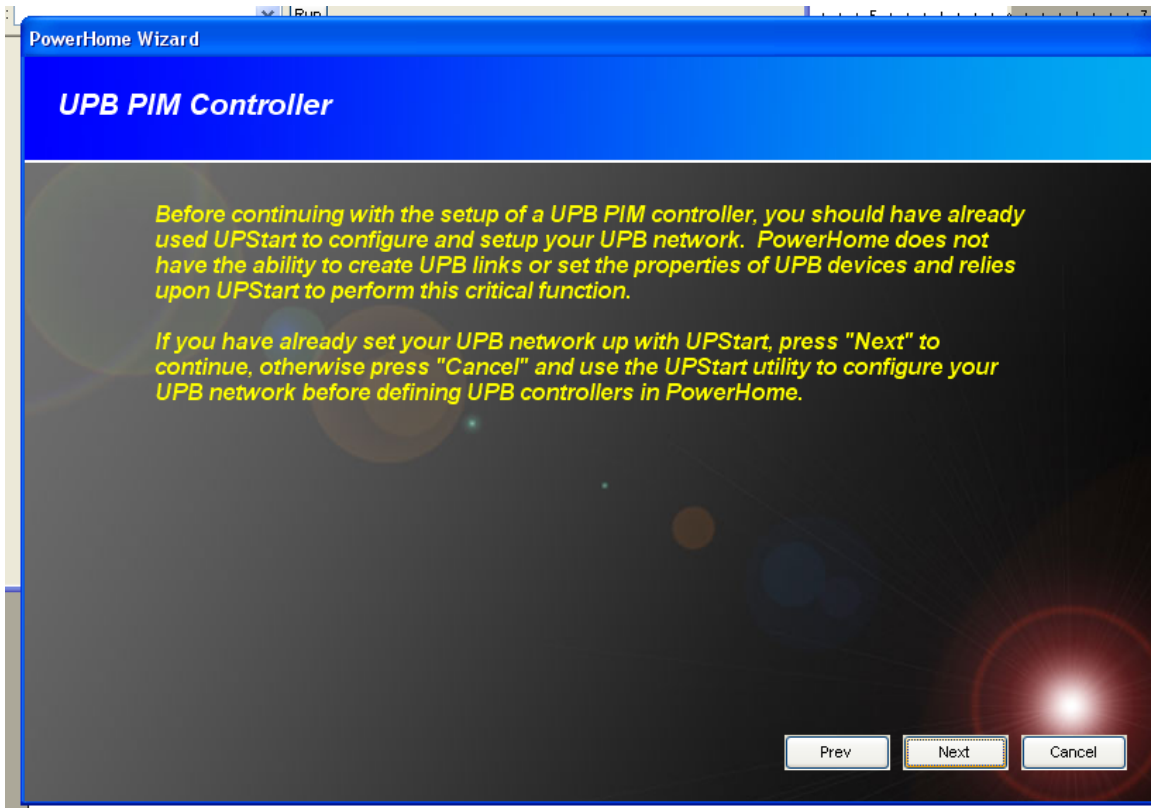 Run
5
7
PowerHome Wizard
UPB PIM Controller
Before continuing with the setup of a UPB PIM controller, you should have already
used UPStart to configure and setup your UPB network.  PowerHome does not
have the ability to create UPB links or set the properties of UPB devices and relies
upon UPStart to perform this critical function.
If you have already set your UPB network up with UPStart, press "Next" to
continue, otherwise press "Cancel" and use the UPStart utility to configure your
UPB network before defining UPB controllers in PowerHome.
Prev
Next
Cancel